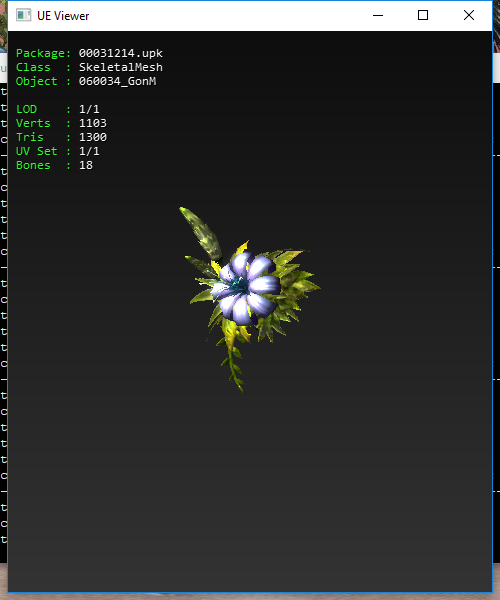 UE Viewer
Package: 00031214.upk
Class : SkeletalMesh
Object : 060034_GonM
LOD : 1/1
Verts : 1103
Tris : 1300
UV Set : 1/1
Bones : 18